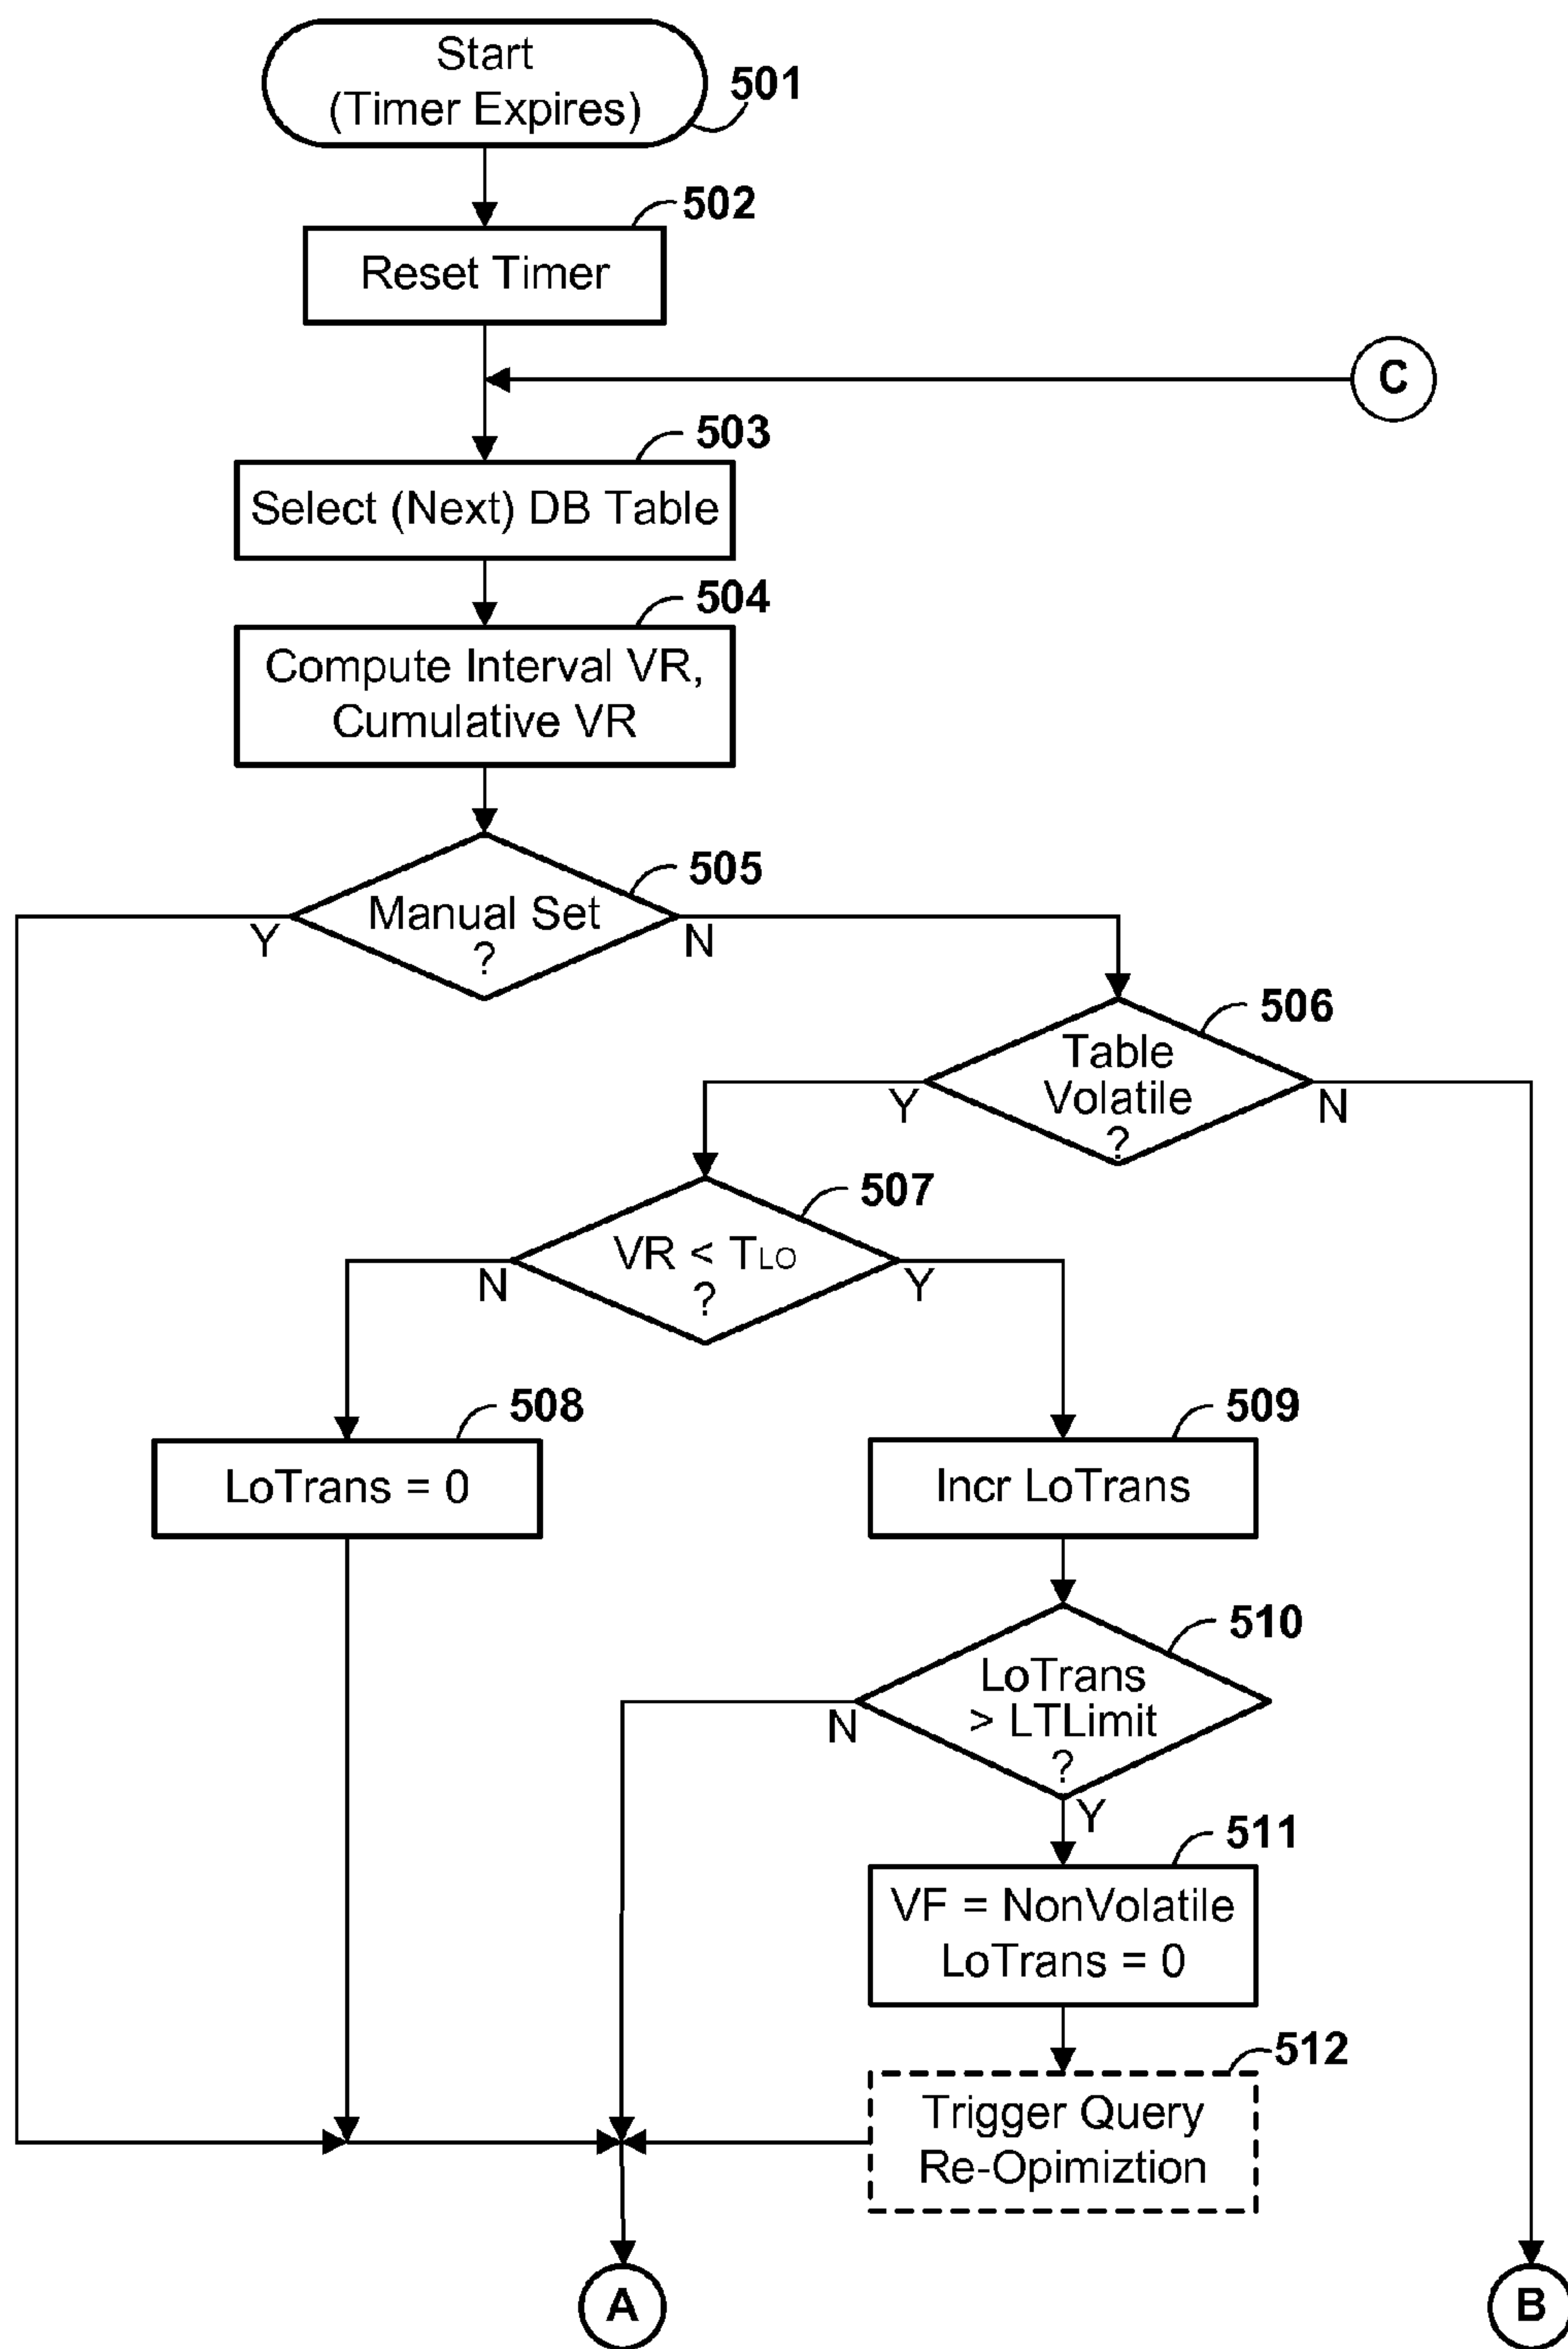 Start
(Timer Expires)
501
502
Reset Timer
C
503
Select (Next) DB Table
504
Compute Interval VR,
Cumulative VR
505
Manual Set
?
Y
N
506
Table
Volatile
?
Y
N
507
VR < TLO
?
N
Y
508
LoTrans = 0
509
Incr LoTrans
510
LoTrans
> LTLimit
?
N
Y
511
VF = NonVolatile
LoTrans = 0
512
Trigger Query
Re-Opimiztion
A
B